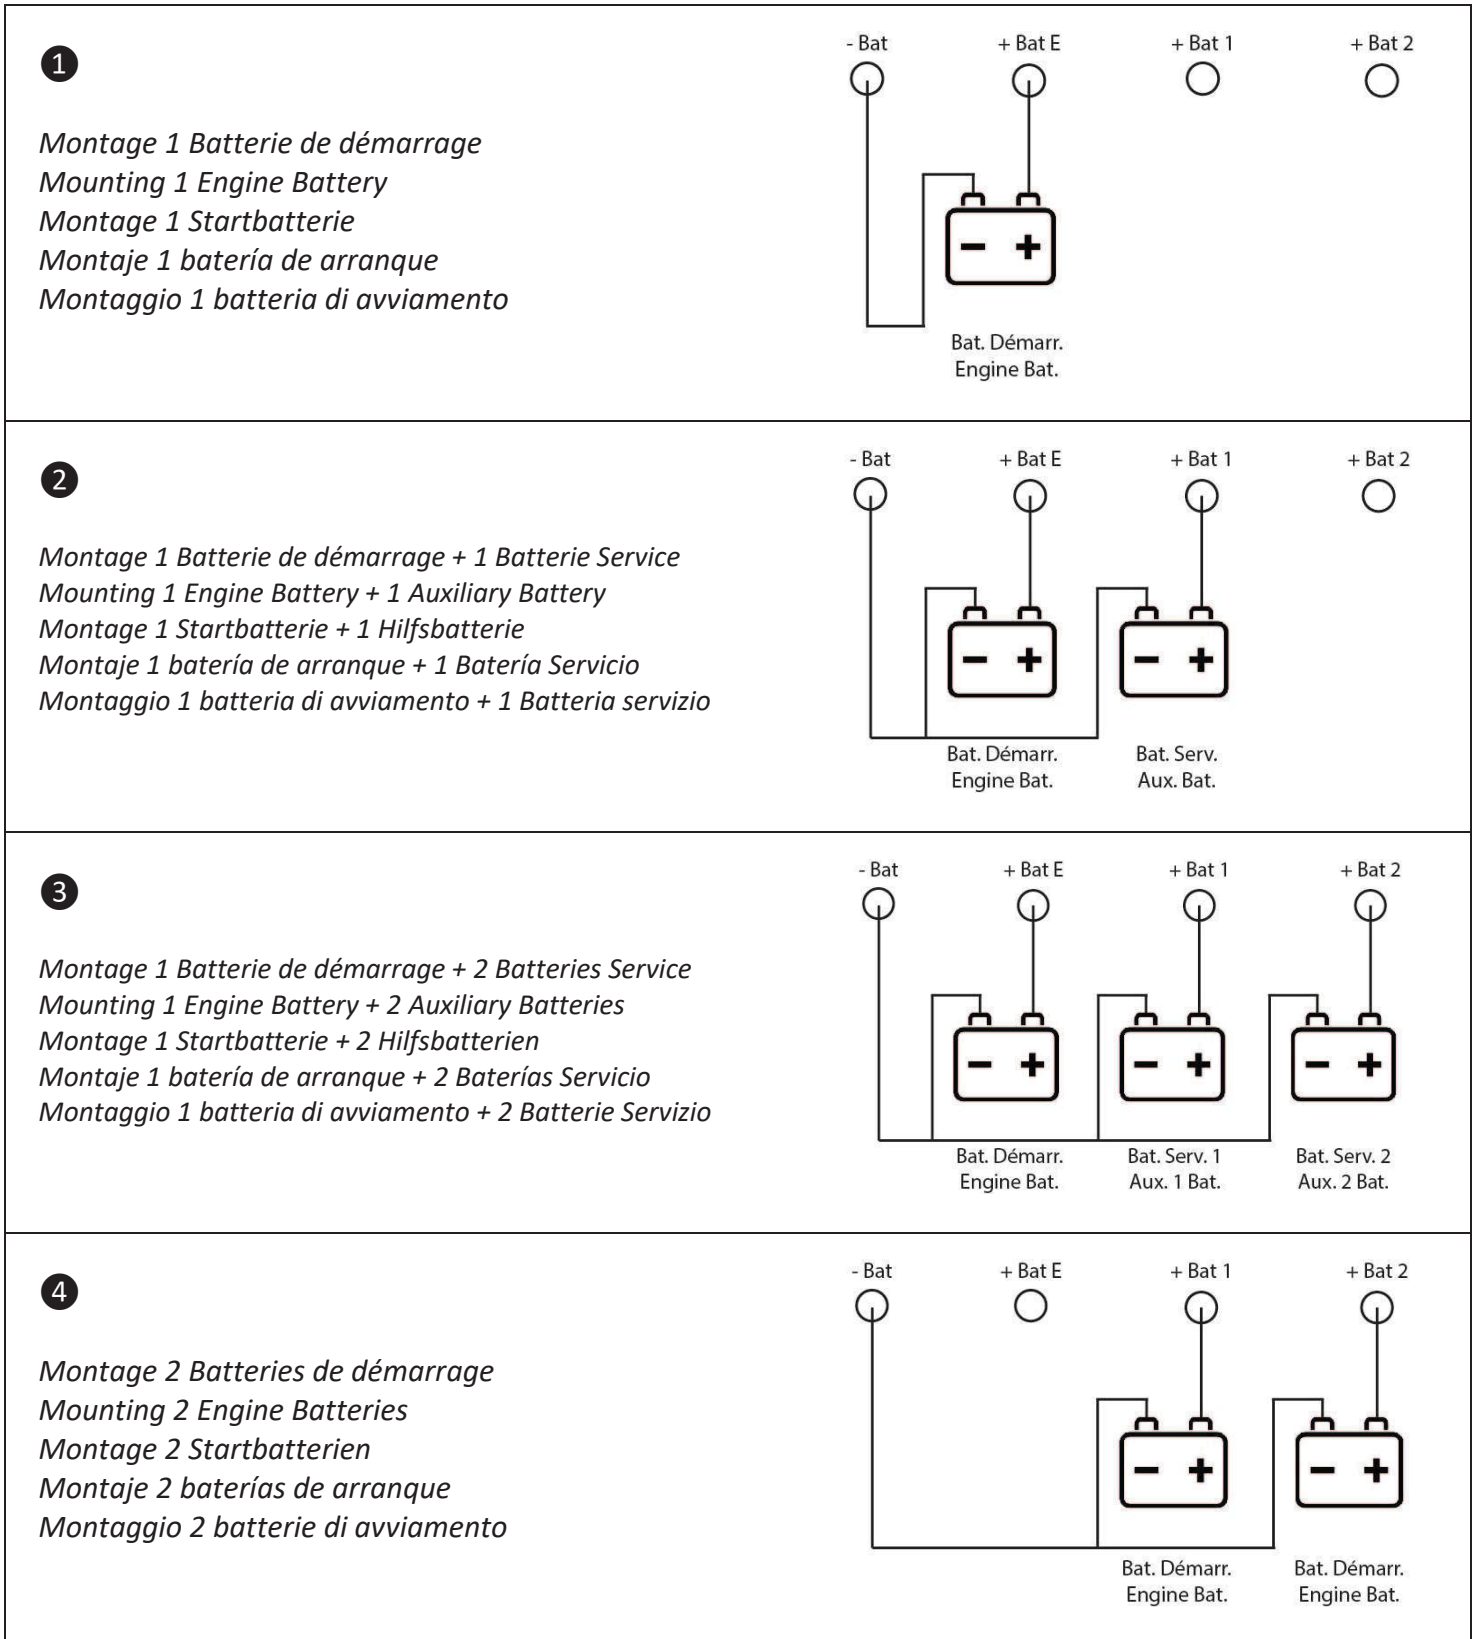 ❶
Montage 1 Batterie de démarrage
Mounting 1 Engine Battery
Montage 1 Startbatterie
Montaje 1 batería de arranque
Montaggio 1 batteria di avviamento
- Bat + Bat E + Bat 1 + Bat 2
− +
Bat. Démarr.
Engine Bat.
❷
Montage 1 Batterie de démarrage + 1 Batterie Service
Mounting 1 Engine Battery + 1 Auxiliary Battery
Montage 1 Startbatterie + 1 Hilfsbatterie
Montaje 1 batería de arranque + 1 Batería Servicio
Montaggio 1 batteria di avviamento + 1 Batteria servizio
- Bat + Bat E + Bat 1 + Bat 2
− + − +
Bat. Démarr. Bat. Serv.
Engine Bat. Aux. Bat.
❸
Montage 1 Batterie de démarrage + 2 Batteries Service
Mounting 1 Engine Battery + 2 Auxiliary Batteries
Montage 1 Startbatterie + 2 Hilfsbatterien
Montaje 1 batería de arranque + 2 Baterías Servicio
Montaggio 1 batteria di avviamento + 2 Batterie Servizio
- Bat + Bat E + Bat 1 + Bat 2
− + − + − +
Bat. Démarr. Bat. Serv. 1 Bat. Serv. 2
Engine Bat. Aux. 1 Bat. Aux. 2 Bat.
❹
Montage 2 Batteries de démarrage
Mounting 2 Engine Batteries
Montage 2 Startbatterien
Montaje 2 baterías de arranque
Montaggio 2 batterie di avviamento
- Bat + Bat E + Bat 1 + Bat 2
− + − +
Bat. Démarr. Bat. Démarr.
Engine Bat. Engine Bat.